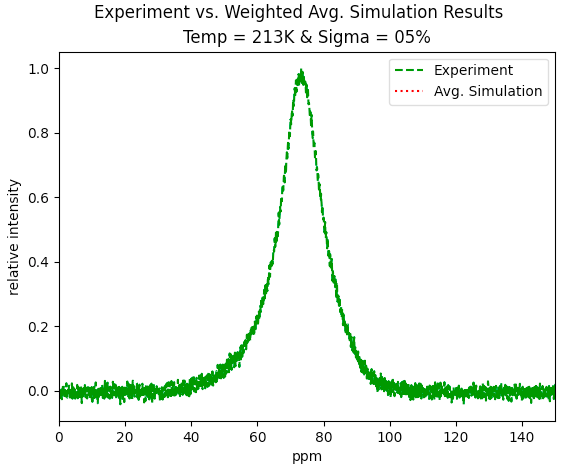 Experiment vs. Weighted Avg. Simulation Results
Temp = 213K & Sigma = 05%
Experiment
Avg. Simulation
relative intensity
1.0
0.8
0.6
0.4
0.2
0.0
0 20 40 60 80 100 120 140
ppm